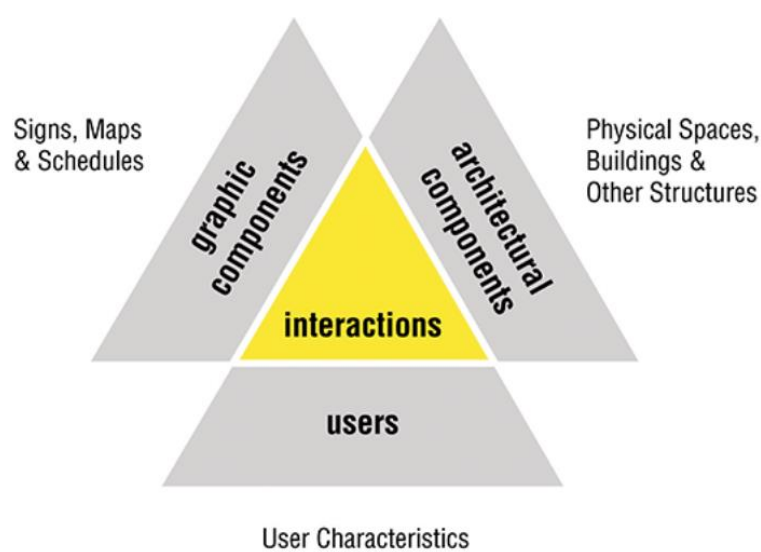 Signs, Maps
& Schedules
graphic
components
architectural
components
Physical Spaces,
Buildings &
Other Structures
interactions
users
User Characteristics